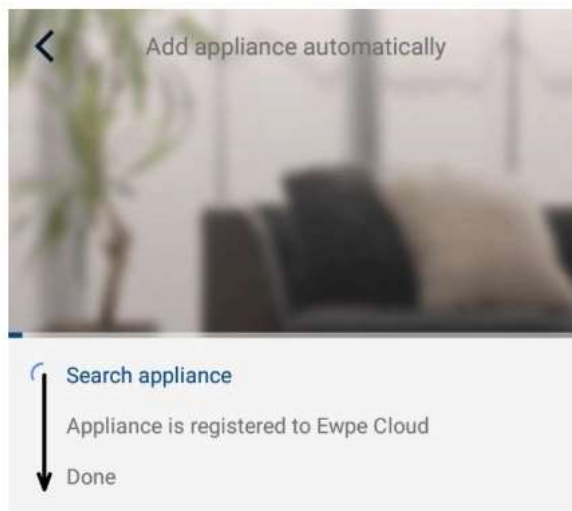 Add appliance automatically
Search appliance
Appliance is registered to Ewpe Cloud
Done